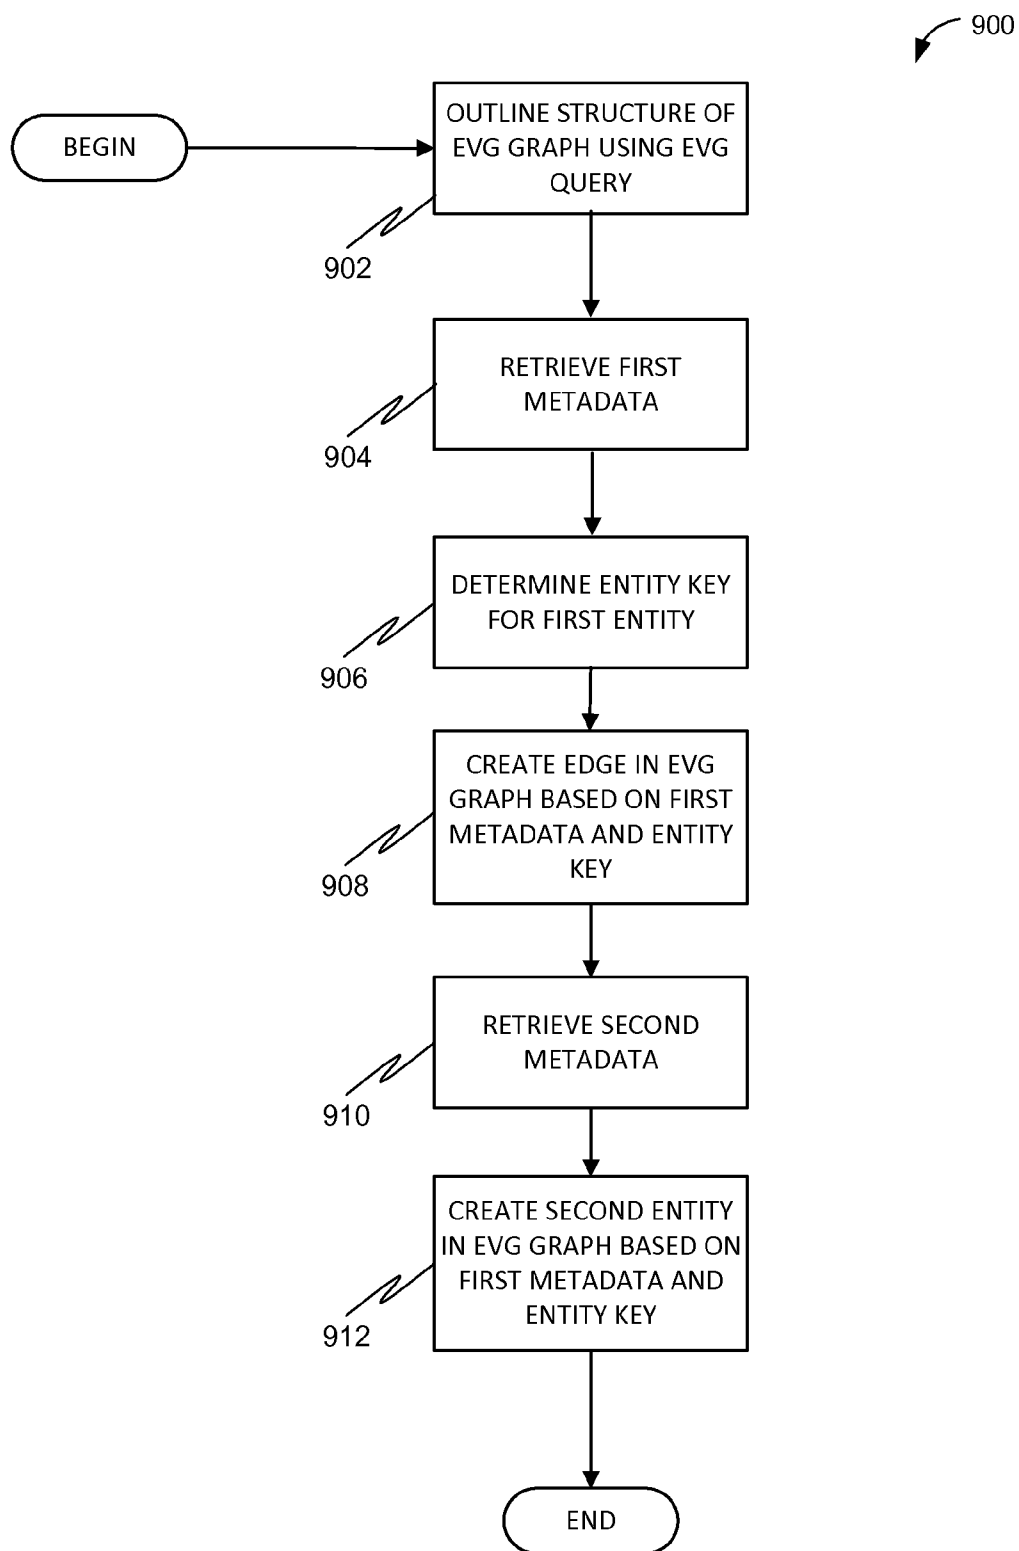 900
BEGIN
OUTLINE STRUCTURE OF
EVG GRAPH USING EVG
QUERY
902
RETRIEVE FIRST
METADATA
904
DETERMINE ENTITY KEY
FOR FIRST ENTITY
906
CREATE EDGE IN EVG
GRAPH BASED ON FIRST
METADATA AND ENTITY
KEY
908
RETRIEVE SECOND
METADATA
910
CREATE SECOND ENTITY
IN EVG GRAPH BASED ON
FIRST METADATA AND
ENTITY KEY
912
END